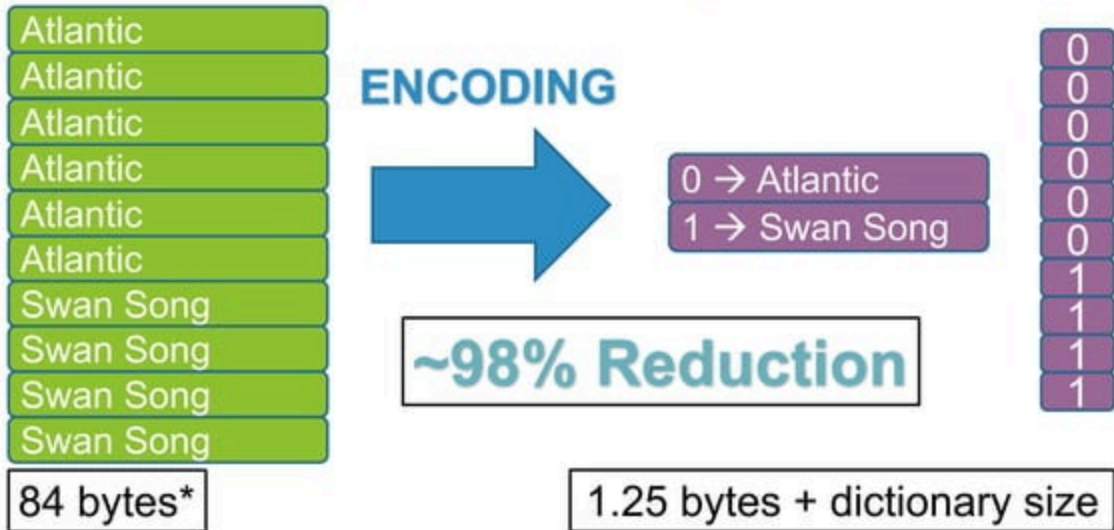 Atlantic
Atlantic
Atlantic
Atlantic
Atlantic
Atlantic
Swan Song
Swan Song
Swan Song
Swan Song
84 bytes*
ENCODING
0 → Atlantic
1 → Swan Song
~98% Reduction
0
0
0
0
0
0
1
1
1
1
1.25 bytes + dictionary size